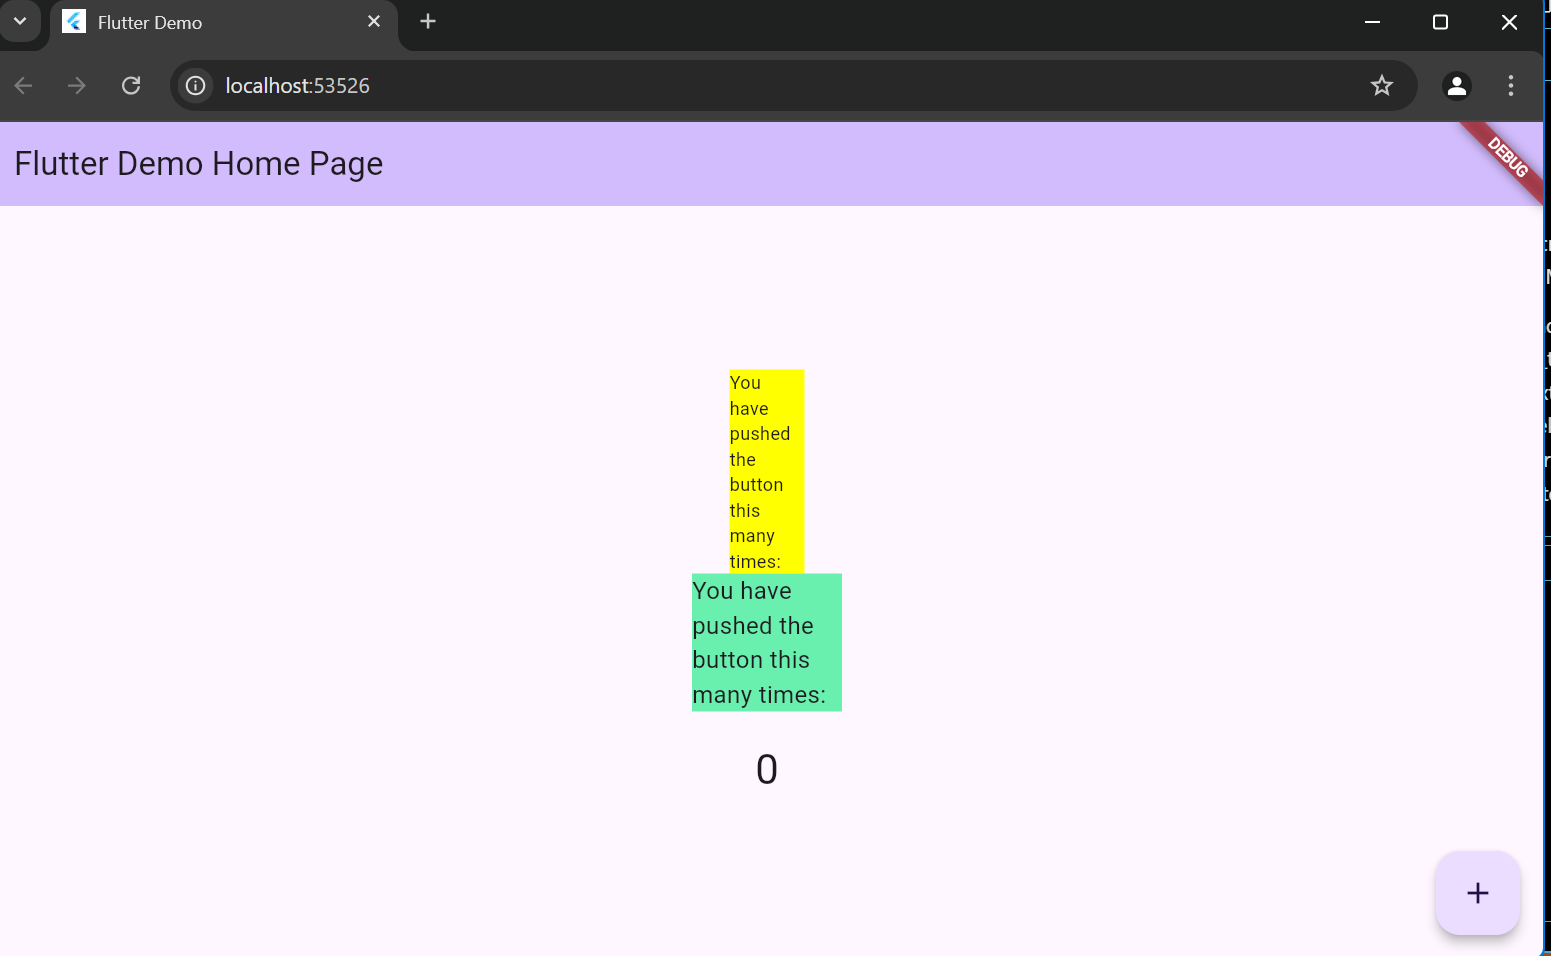 Flutter Demo
localhost:53526
Flutter Demo Home Page
DEBUG
You
have
pushed
the
button
this
many
times:
You have
pushed the
button this
many times:
0